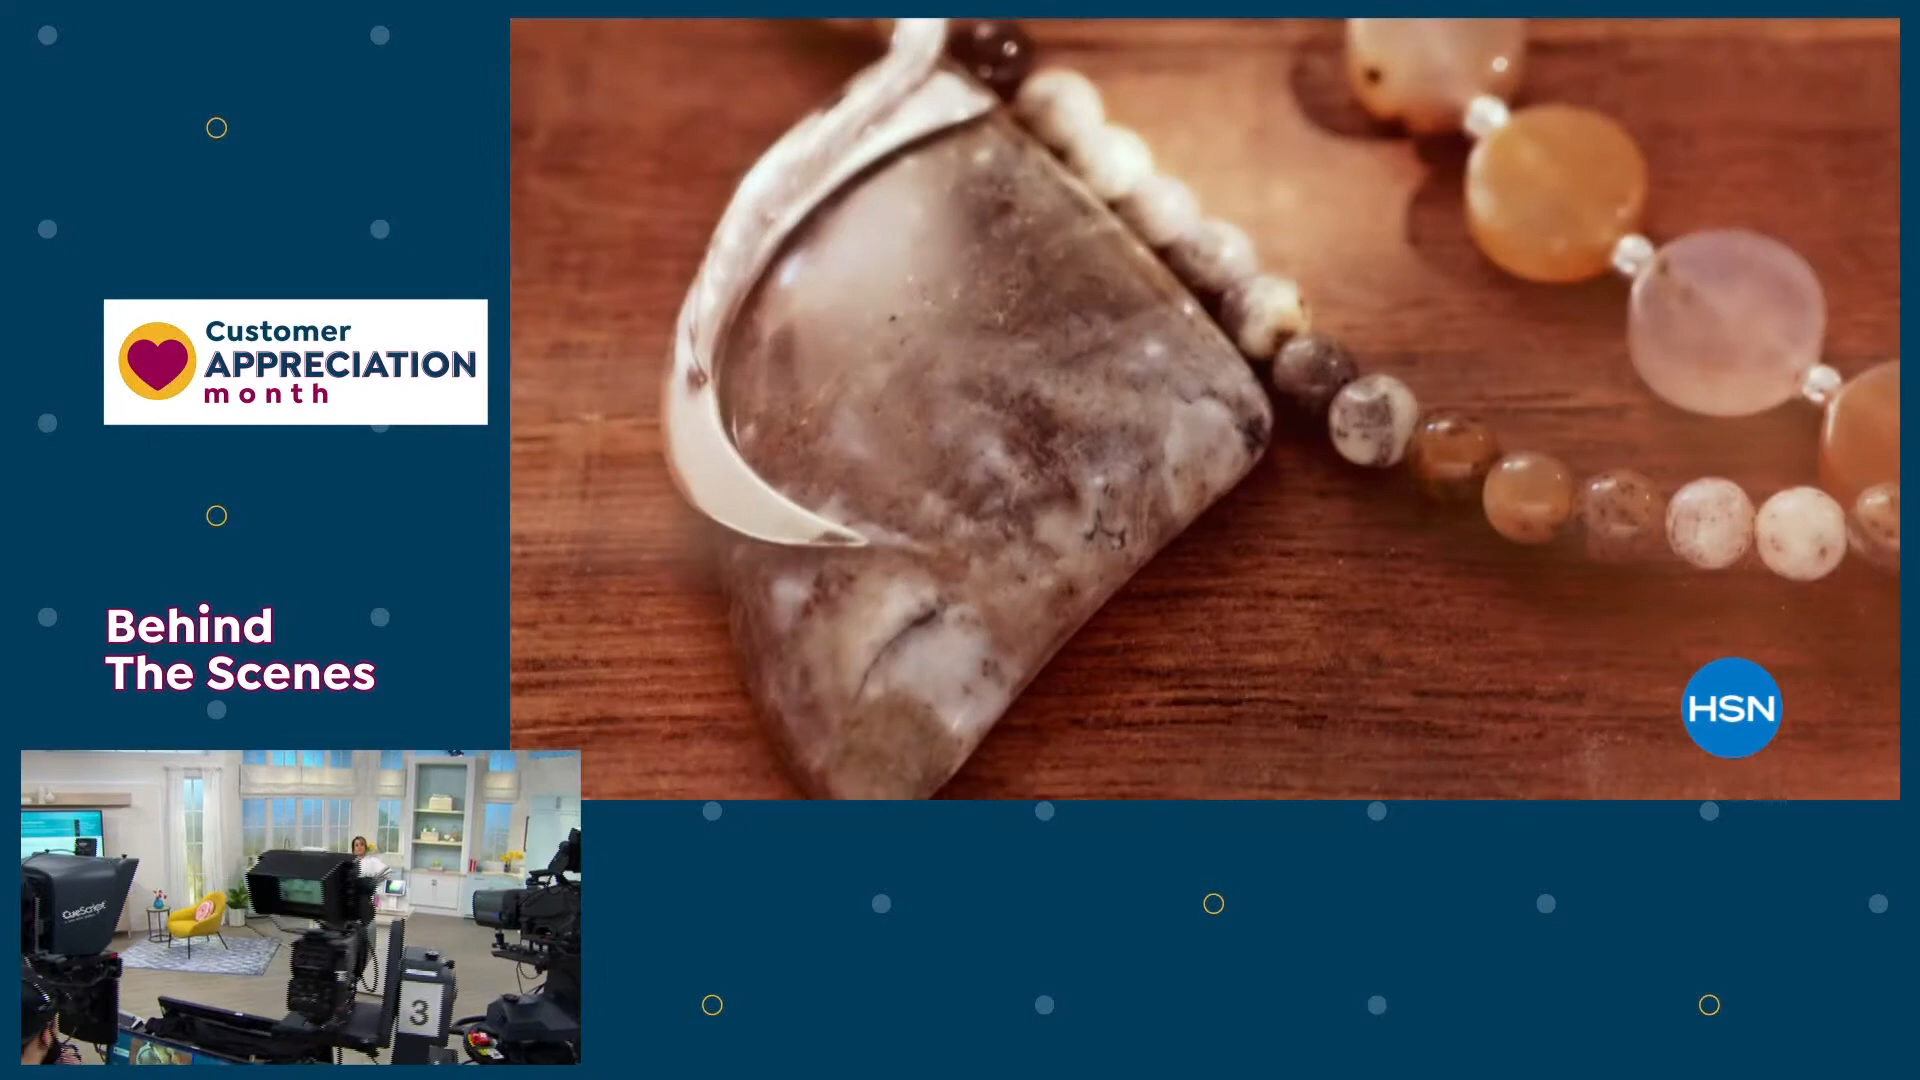 Customer
APPRECIATION
month
Behind
The Scenes
HSN
CueScript
3